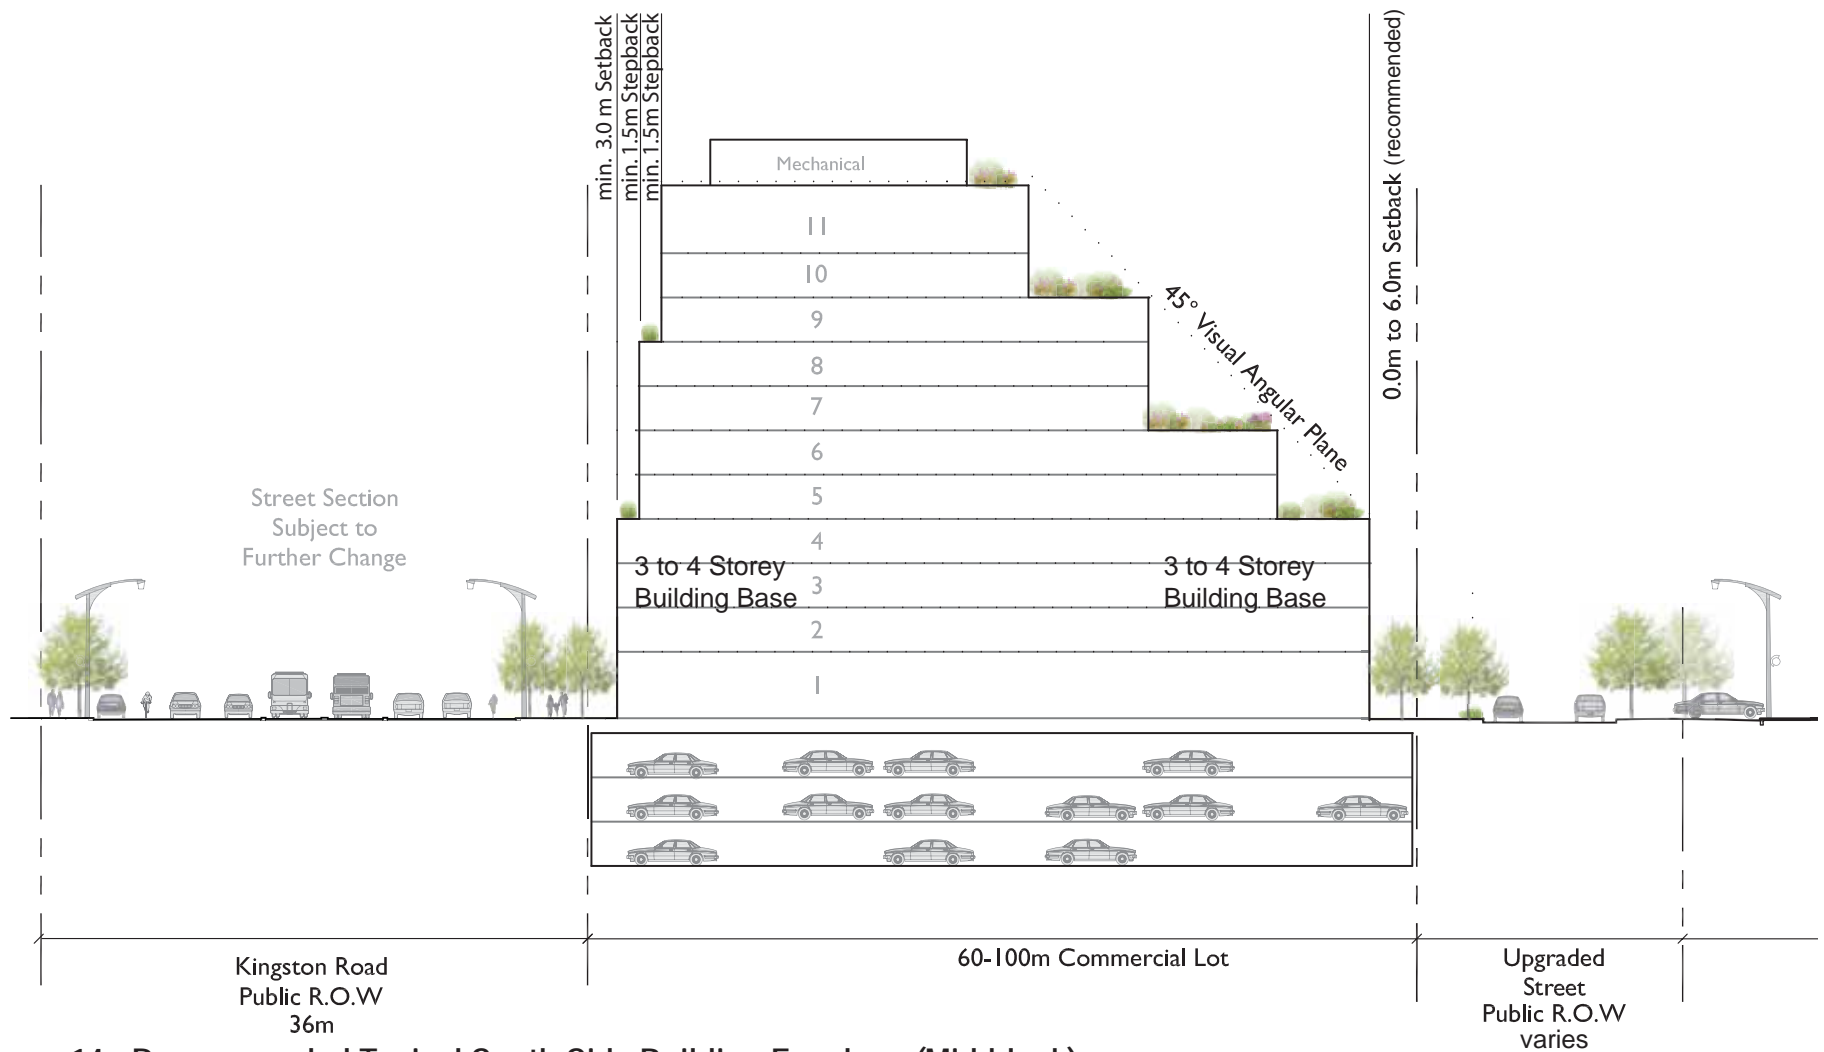 min. 3.0 m Setback
min. 1.5m Stepback
min. 1.5m Stepback
0.0m to 6.0m Setback (recommended)
Mechanical
11
10
9
8
7
6
5
4
3
2
1
45° Visual Angular Plane
Street Section
Subject to
Further Change
3 to 4 Storey
Building Base
3 to 4 Storey
Building Base
Kingston Road
Public R.O.W
36m
60-100m Commercial Lot
Upgraded
Street
Public R.O.W
varies